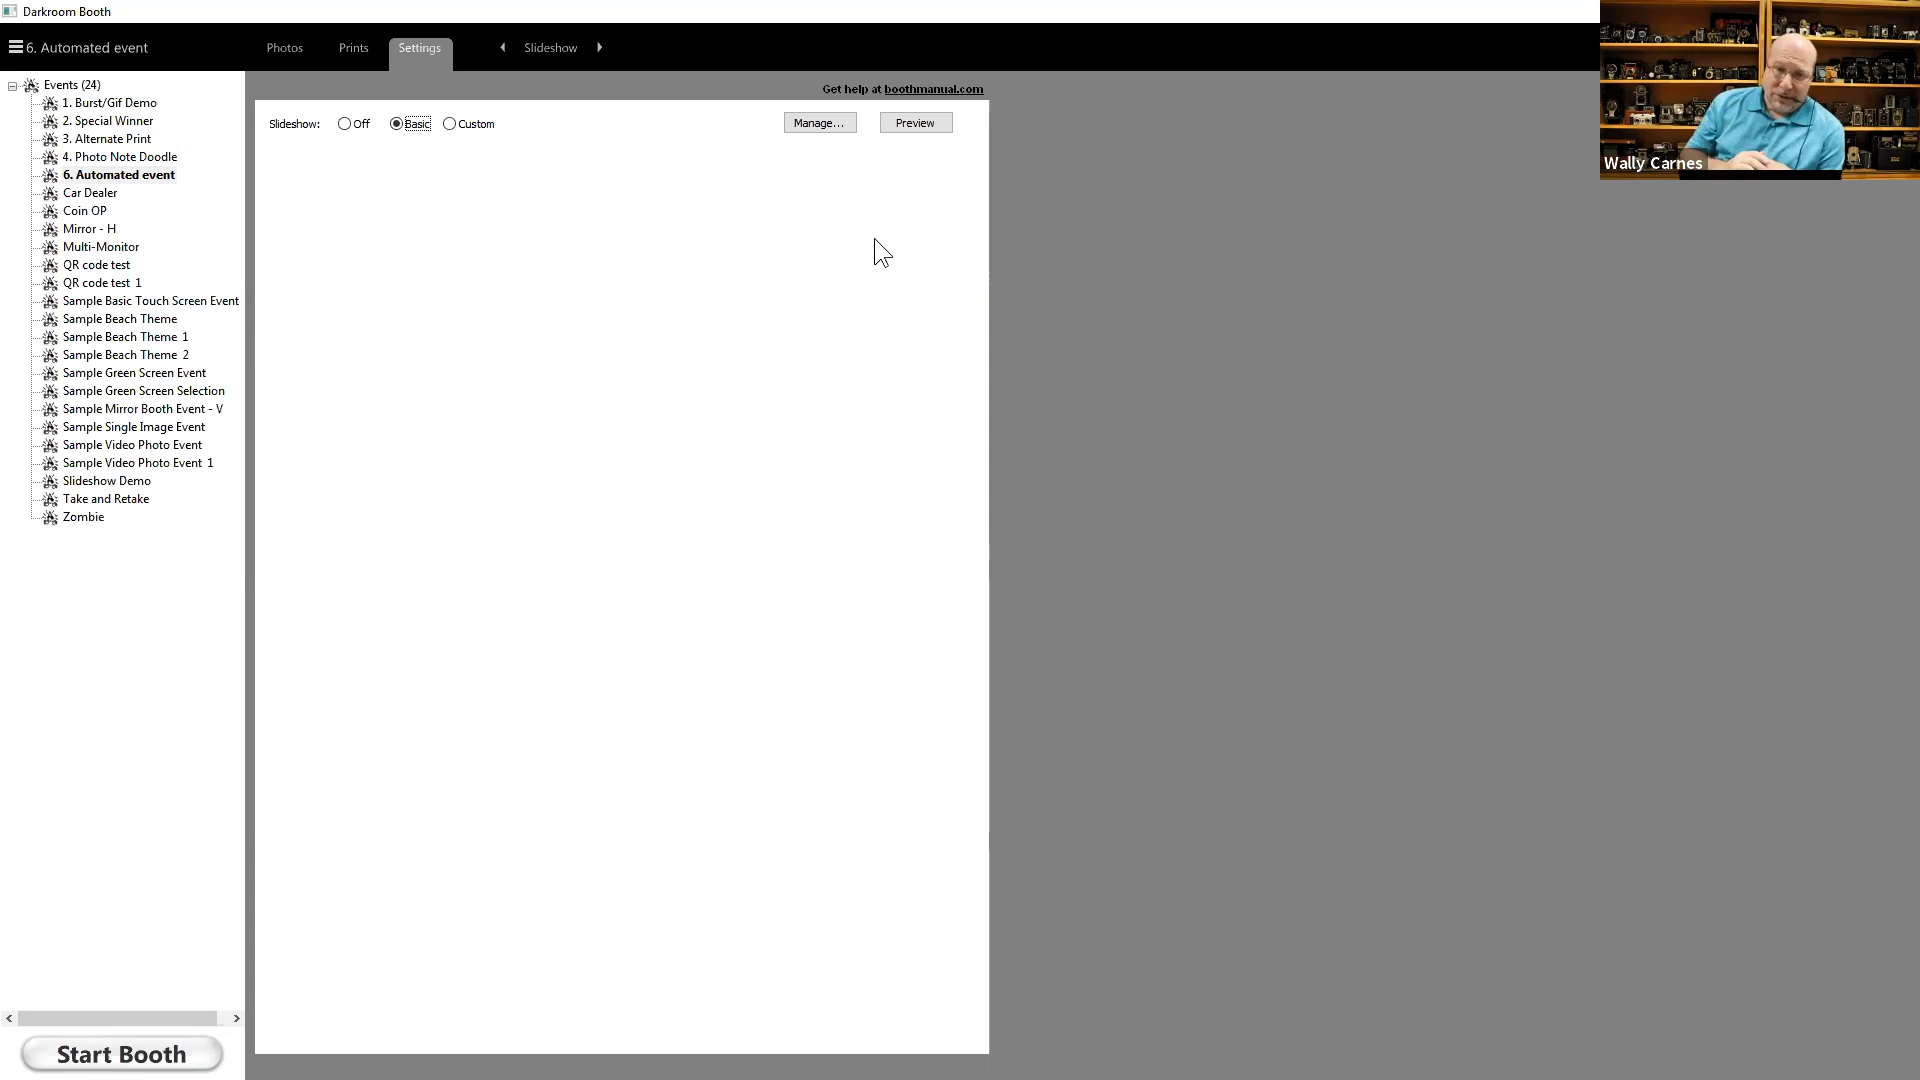 Darkroom Booth
6. Automated event
Photos
Prints
Settings
Slideshow
Wally Carnes
Events (24)
1. Burst/Gif Demo
2. Special Winner
3. Alternate Print
4. Photo Note Doodle
6. Automated event
Car Dealer
Coin OP
Mirror - H
Multi-Monitor
QR code test
QR code test 1
Sample Basic Touch Screen Event
Sample Beach Theme
Sample Beach Theme 1
Sample Beach Theme 2
Sample Green Screen Event
Sample Green Screen Selection
Sample Mirror Booth Event - V
Sample Single Image Event
Sample Video Photo Event
Sample Video Photo Event 1
Slideshow Demo
Take and Retake
Zombie
Start Booth
Get help at boothmanual.com
Slideshow: Off Basic Custom Manage... Preview